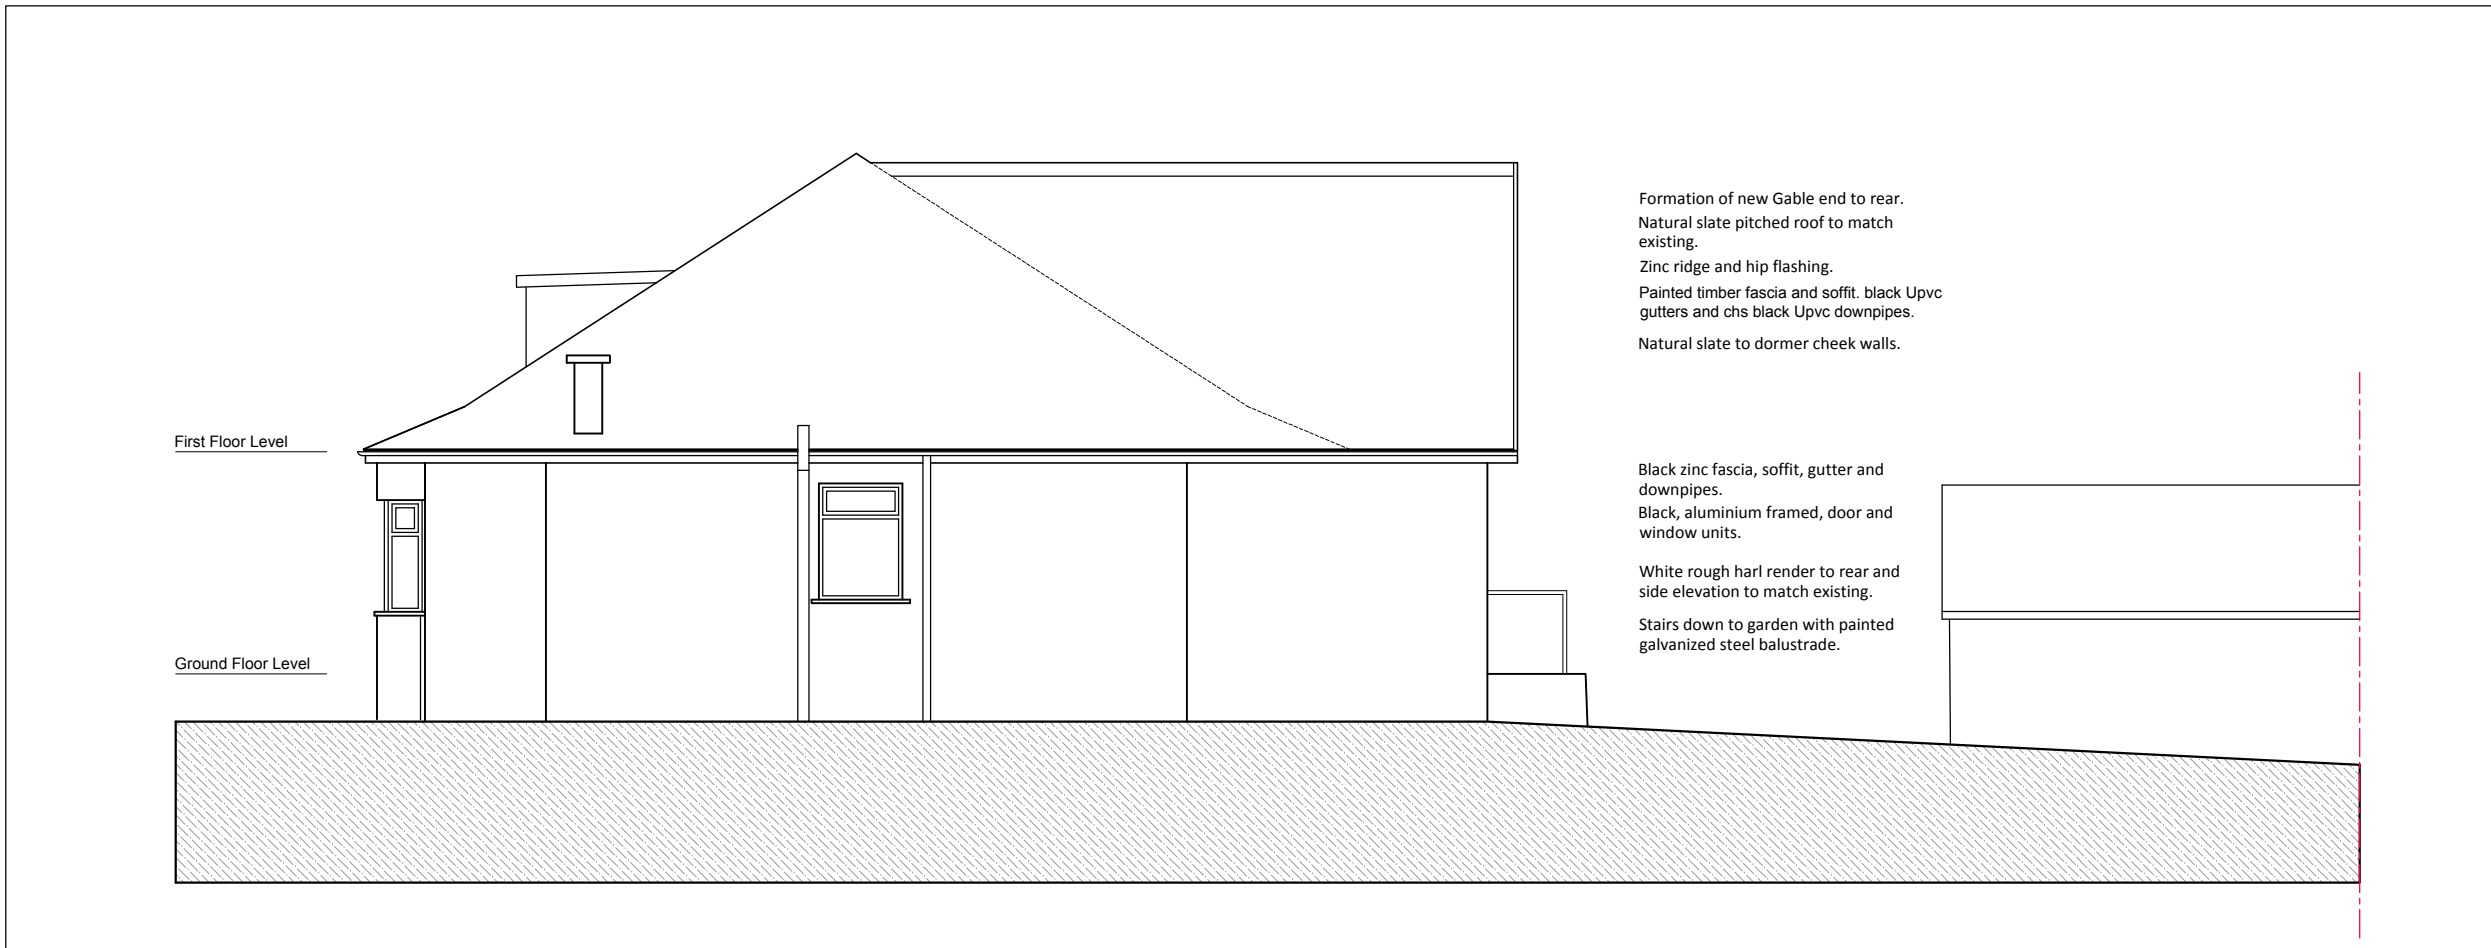 Formation of new Gable end to rear.
Natural slate pitched roof to match
existing.
Zinc ridge and hip flashing.
Painted timber fascia and soffit. black Upvc
gutters and chs black Upvc downpipes.
Natural slate to dormer cheek walls.
First Floor Level
Black zinc fascia, soffit, gutter and
downpipes.
Black, aluminium framed, door and
window units.
White rough harl render to rear and
side elevation to match existing.
Stairs down to garden with painted
galvanized steel balustrade.
Ground Floor Level